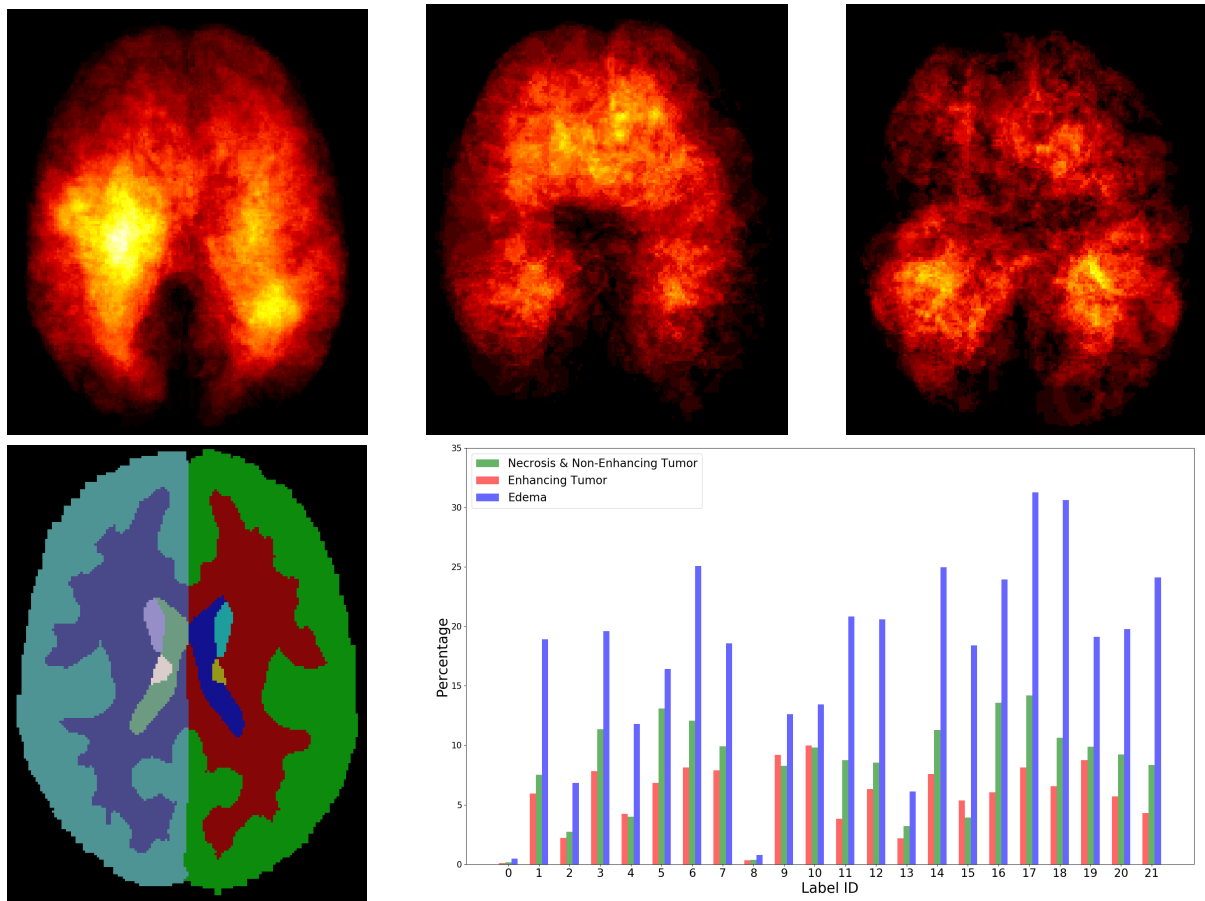 35
Necrosis & Non-Enhancing Tumor
Enhancing Tumor
Edema
30
25
20
Percentage
15
10
5
0
0 1 2 3 4 5 6 7 8 9 10 11 12 13 14 15 16 17 18 19 20 21
Label ID